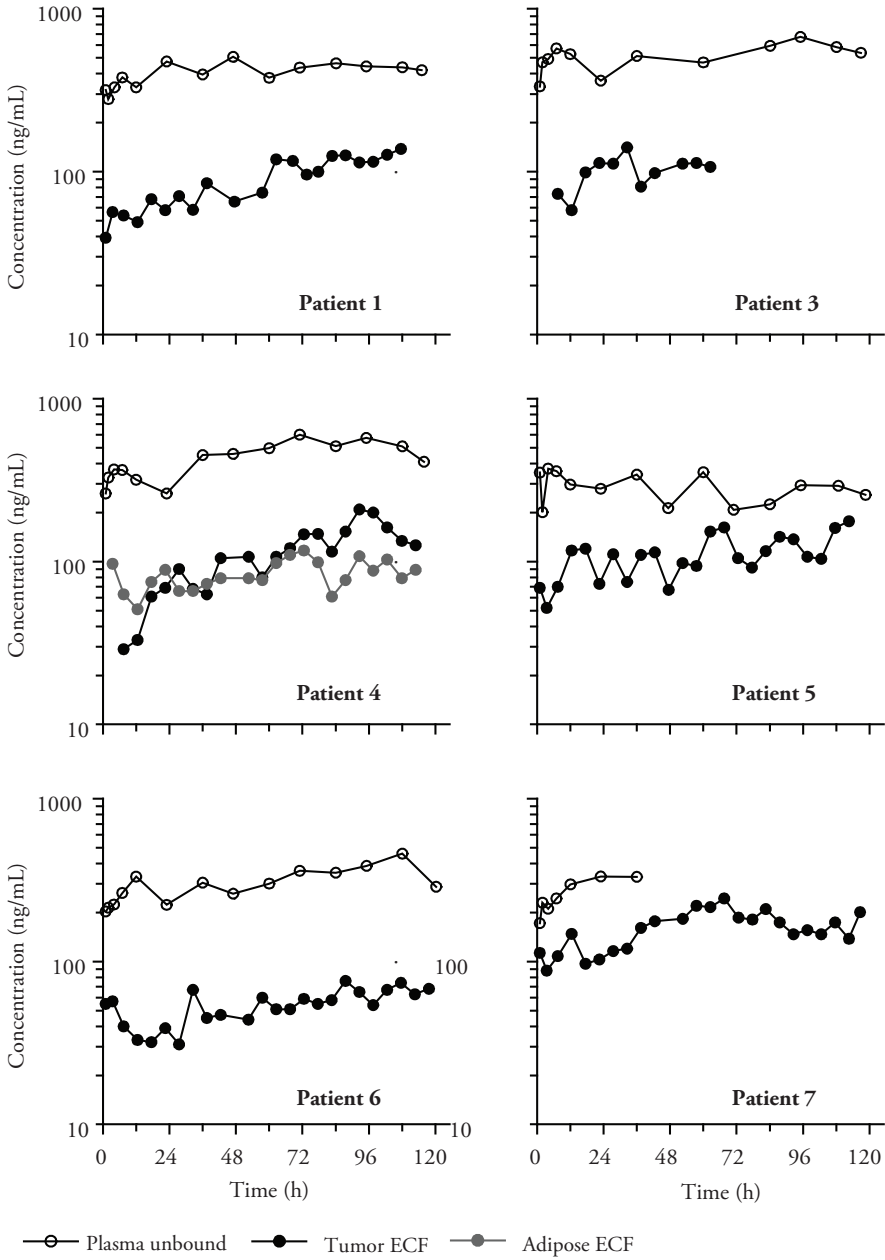 1000
100
10
Concentration (ng/mL)
Patient 1
Patient 3
1000
100
10
Concentration (ng/mL)
Patient 4
Patient 5
1000
100
10
Concentration (ng/mL)
100
10
Patient 6
Patient 7
0 24 48 72 96 120
0 24 48 72 96 120
Time (h)
Time (h)
Plasma unbound
Tumor ECF
Adipose ECF